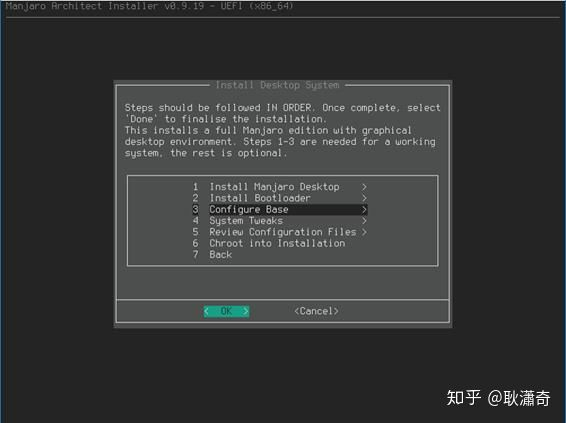 Manjaro Architect Installer v0.9.19 - UEFI (x86_64)
Install Desktop System
Steps should be followed IN ORDER. Once complete, select
'Done' to finalise the installation.
This installs a full Manjaro edition with graphical
desktop environment. Steps 1-3 are needed for a working
system, the rest is optional.
1 Install Manjaro Desktop >
2 Install Bootloader >
3 Configure Base >
4 System Tweaks >
5 Review Configuration Files >
6 Chroot into Installation
7 Back
< OK > <Cancel>
知乎 @耿瀟奇